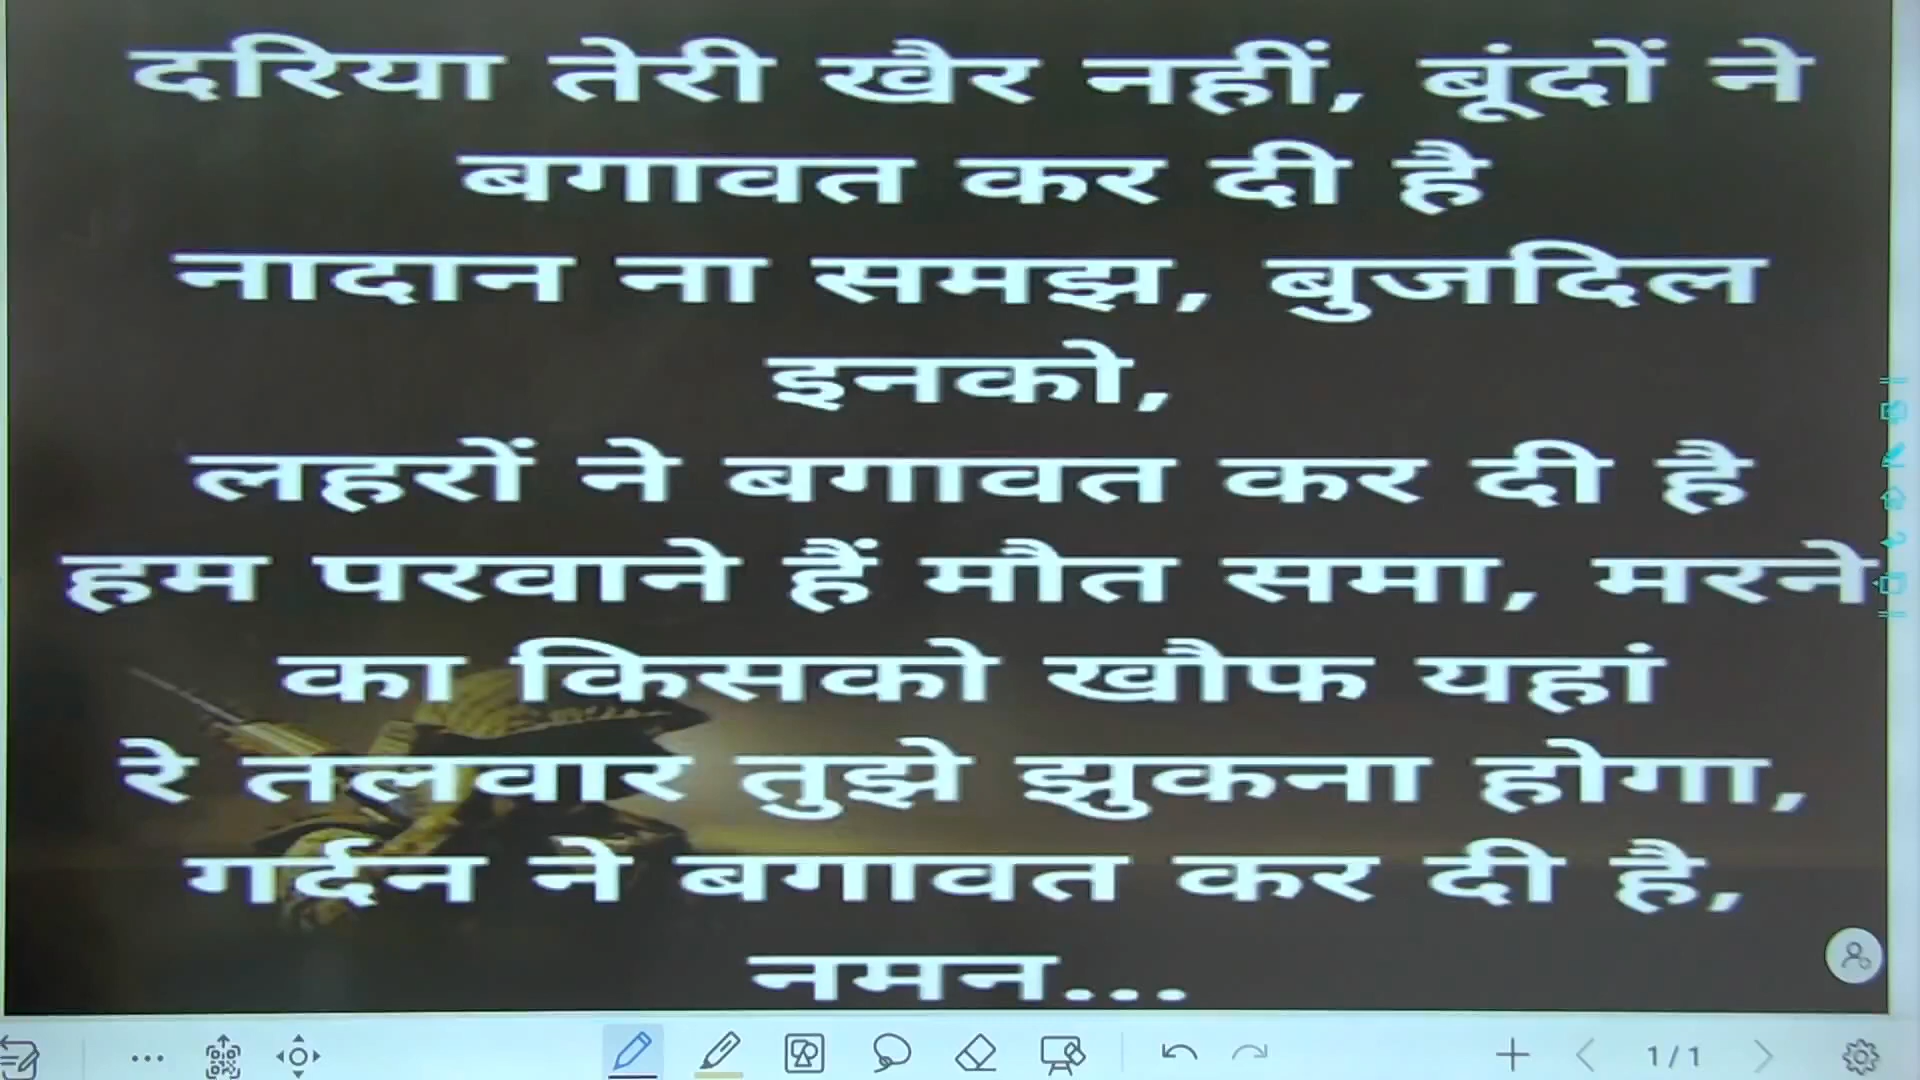 दरिया तेरी खैर नहीं, बूंदों ने
बगावत कर दी है
नादान ना समझ, बुजदिल
इनको,
लहरों ने बगावत कर दी है
हम परवाने हैं मौत समा, मरने
का किसको खौफ यहां
रे तलवार तुझे झुकना होगा,
गर्दन ने बगावत कर दी है,
नमन...
1/1